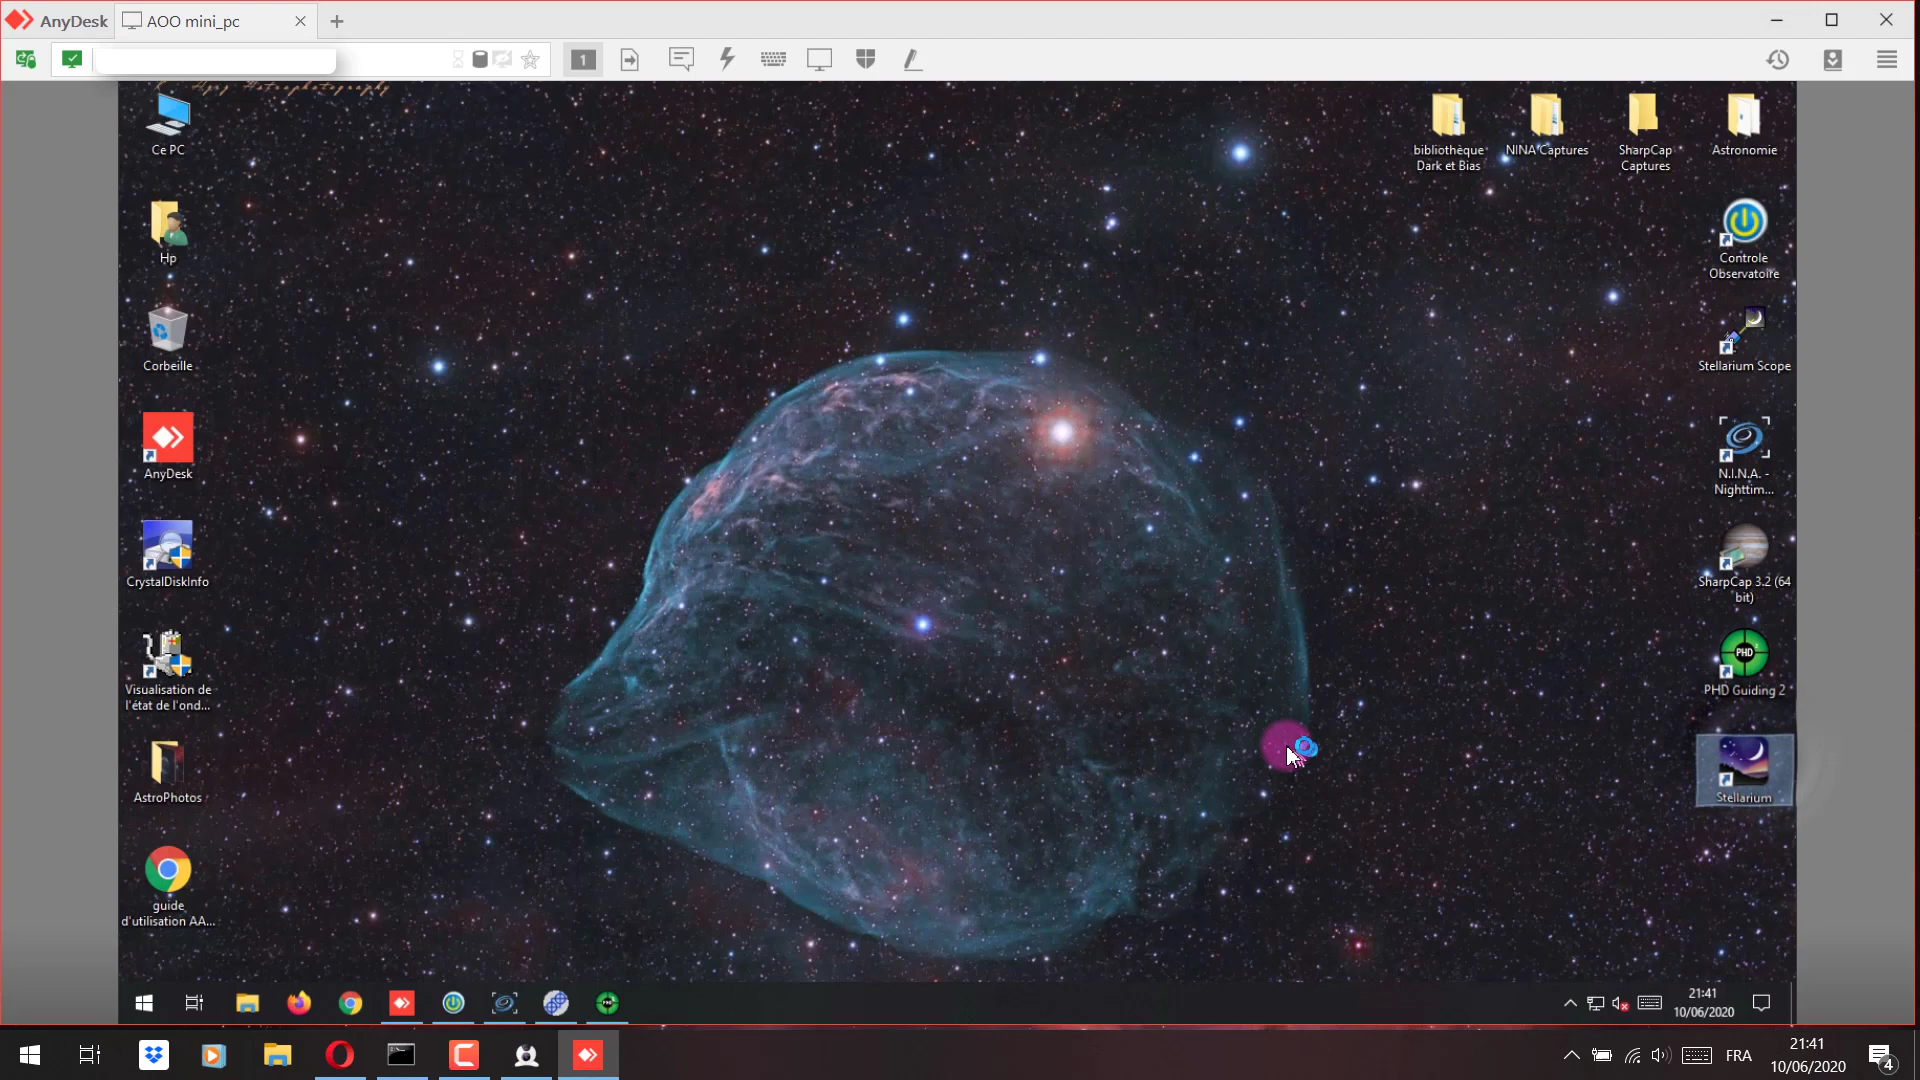 AnyDesk
AOO mini_pc
1
Ce PC
bibliothèque
Dark et Bias
NINA Captures
SharpCap
Captures
Astronomie
Hp
Controle
Observatoire
Corbeille
Stellarium Scope
AnyDesk
N.I.N.A. -
Nighttim...
CrystalDiskInfo
SharpCap 3.2 (64
bit)
Visualisation de
l'état de l'ond...
PHD
PHD Guiding 2
AstroPhotos
Stellarium
guide
d'utilisation AA...
21:41
10/06/2020
FRA
21:41
10/06/2020
4